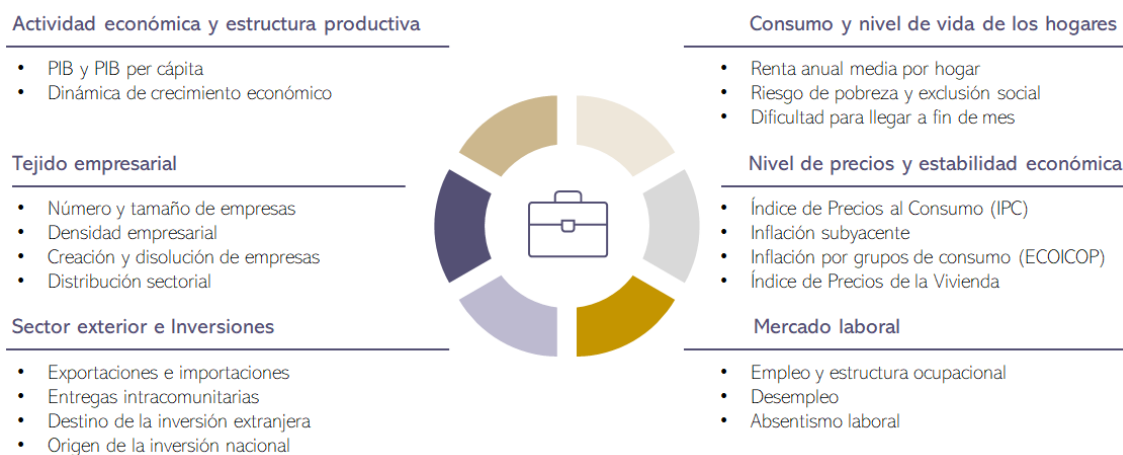 Actividad económica y estructura productiva
• PIB y PIB per cápita
• Dinámica de crecimiento económico
Tejido empresarial
• Número y tamaño de empresas
• Densidad empresarial
• Creación y disolución de empresas
• Distribución sectorial
Sector exterior e Inversiones
• Exportaciones e importaciones
• Entregas intracomunitarias
• Destino de la inversión extranjera
• Origen de la inversión nacional
Consumo y nivel de vida de los hogares
• Renta anual media por hogar
• Riesgo de pobreza y exclusión social
• Dificultad para llegar a fin de mes
Nivel de precios y estabilidad económica
• Índice de Precios al Consumo (IPC)
• Inflación subyacente
• Inflación por grupos de consumo (ECOICOP)
• Índice de Precios de la Vivienda
Mercado laboral
• Empleo y estructura ocupacional
• Desempleo
• Absentismo laboral